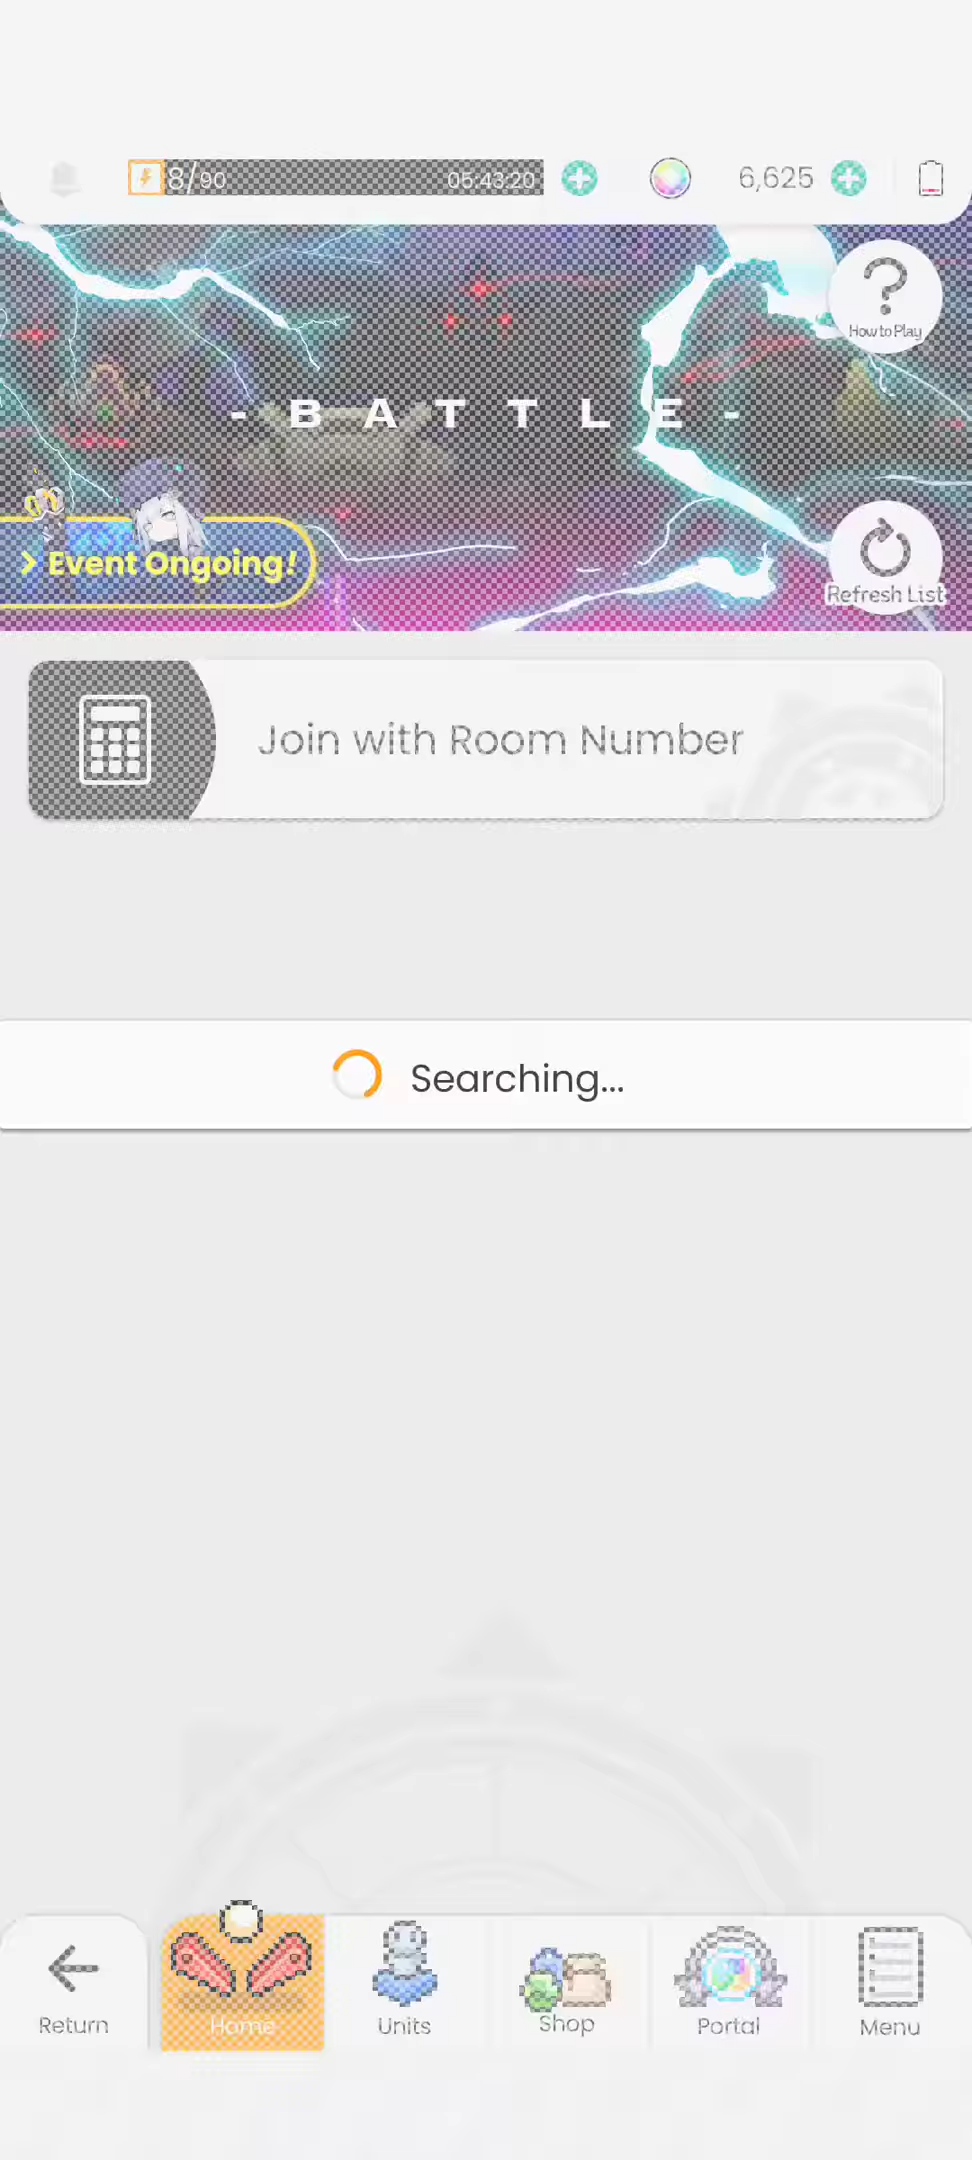 8/90
05:43:20
6,625
How to Play
- B A T T L E -
> Event Ongoing!
Refresh List
Join with Room Number
Searching...
Return
Home
Units
Shop
Portal
Menu